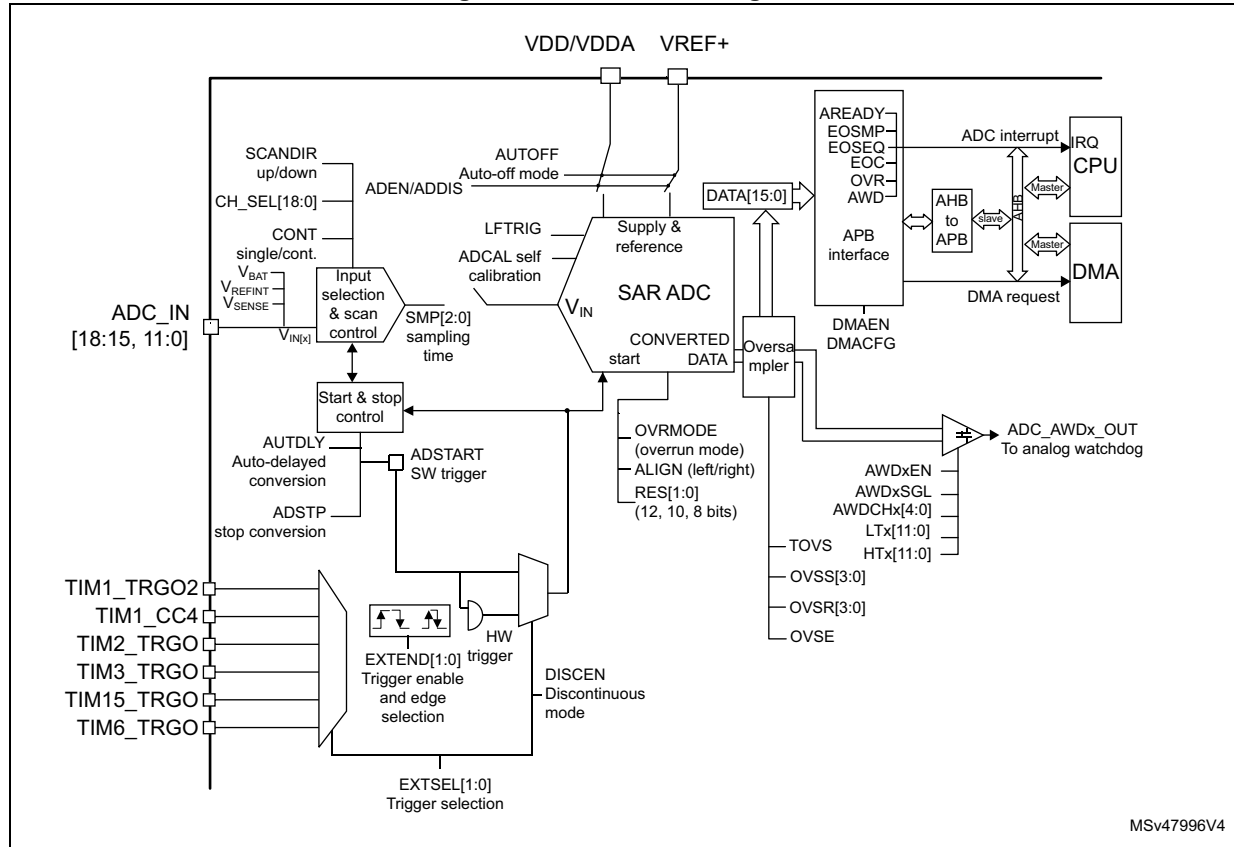 VDD/VDDA VREF+
SCANDIR
up/down
CH_SEL[18:0]
CONT
single/cont.
VBAT
VREFINT
VSENSE
ADC_IN
[18:15, 11:0]
VIN[x]
Input
selection
& scan
control
SMP[2:0]
sampling
time
AUTOFF
Auto-off mode
ADEN/ADDIS
LFTRIG
ADCAL self
calibration
Supply &
reference
SAR ADC
VIN
CONVERTED
DATA
start
DATA[15:0]
AREADY
EOSMP
EOSEQ
EOC
OVR
AWD
APB
interface
DMAEN
DMACFG
ADC interrupt
IRQ
CPU
AHB
to
APB
slave
AHB
Master
Master
DMA
DMA request
Oversa
mpler
Start & stop
control
AUTDLY
Auto-delayed
conversion
ADSTP
stop conversion
ADSTART
SW trigger
OVRMODE
(overrun mode)
ALIGN (left/right)
RES[1:0]
(12, 10, 8 bits)
ADC_AWDx_OUT
To analog watchdog
AWDxEN
AWDxSGL
AWDCHx[4:0]
LTx[11:0]
HTx[11:0]
TOVS
OVSS[3:0]
OVSR[3:0]
OVSE
TIM1_TRGO2
TIM1_CC4
TIM2_TRGO
TIM3_TRGO
TIM15_TRGO
TIM6_TRGO
HW
trigger
EXTEND[1:0]
Trigger enable
and edge
selection
DISCEN
Discontinuous
mode
EXTSEL[1:0]
Trigger selection
MSv47996V4